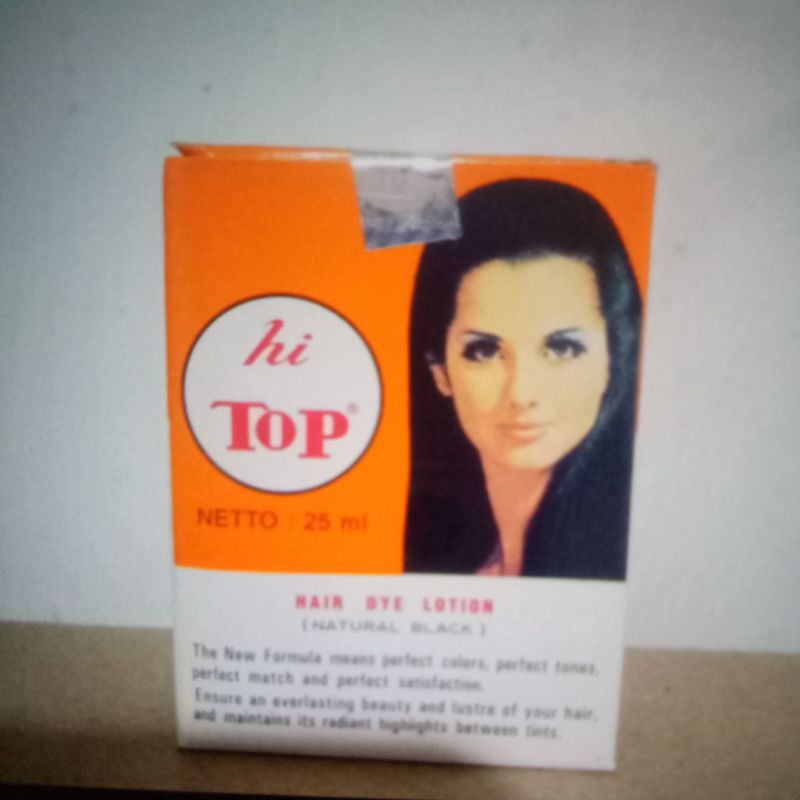 hi
TOP®
NETTO : 25 ml
HAIR DYE LOTION
(NATURAL BLACK)
The New Formula means perfect colors, perfect tones,
perfect match and perfect satisfaction.
Ensure an everlasting beauty and lustre of your hair,
and maintains its radiant highlights between tints.